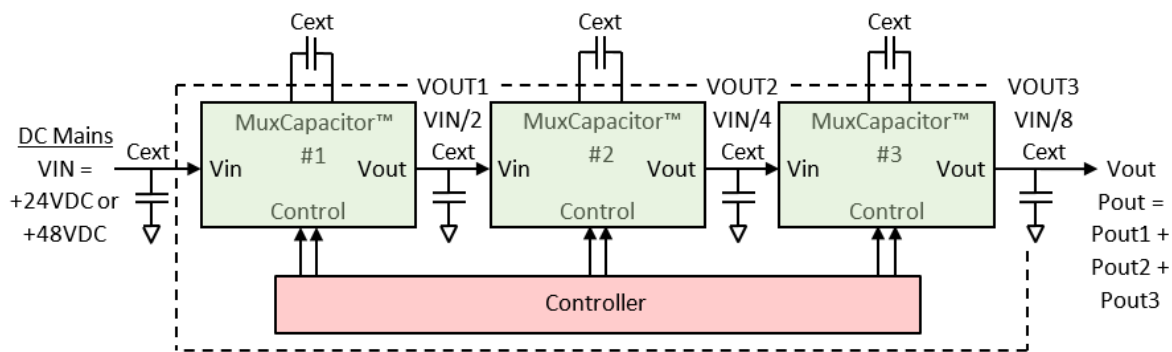 Cext
Cext
Cext
VOUT1
VOUT2
VOUT3
DC Mains
VIN =
+24VDC or
+48VDC
Cext
MuxCapacitor™
#1
Vin
Vout
Control
VIN/2
Cext
MuxCapacitor™
#2
Vin
Vout
Control
VIN/4
Cext
MuxCapacitor™
#3
Vin
Vout
Control
VIN/8
Cext
Vout
Pout =
Pout1 +
Pout2 +
Pout3
Controller